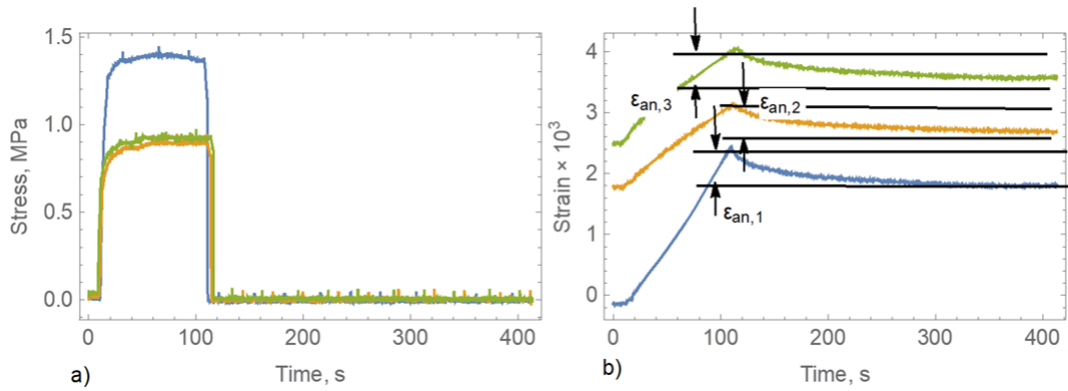 1.5
1.0
0.5
0.0
Stress, MPa
0 100 200 300 400
Time, s
a)
4
3
2
1
0
Strain × 10³
εan,3
εan,2
εan,1
0 100 200 300 400
Time, s
b)